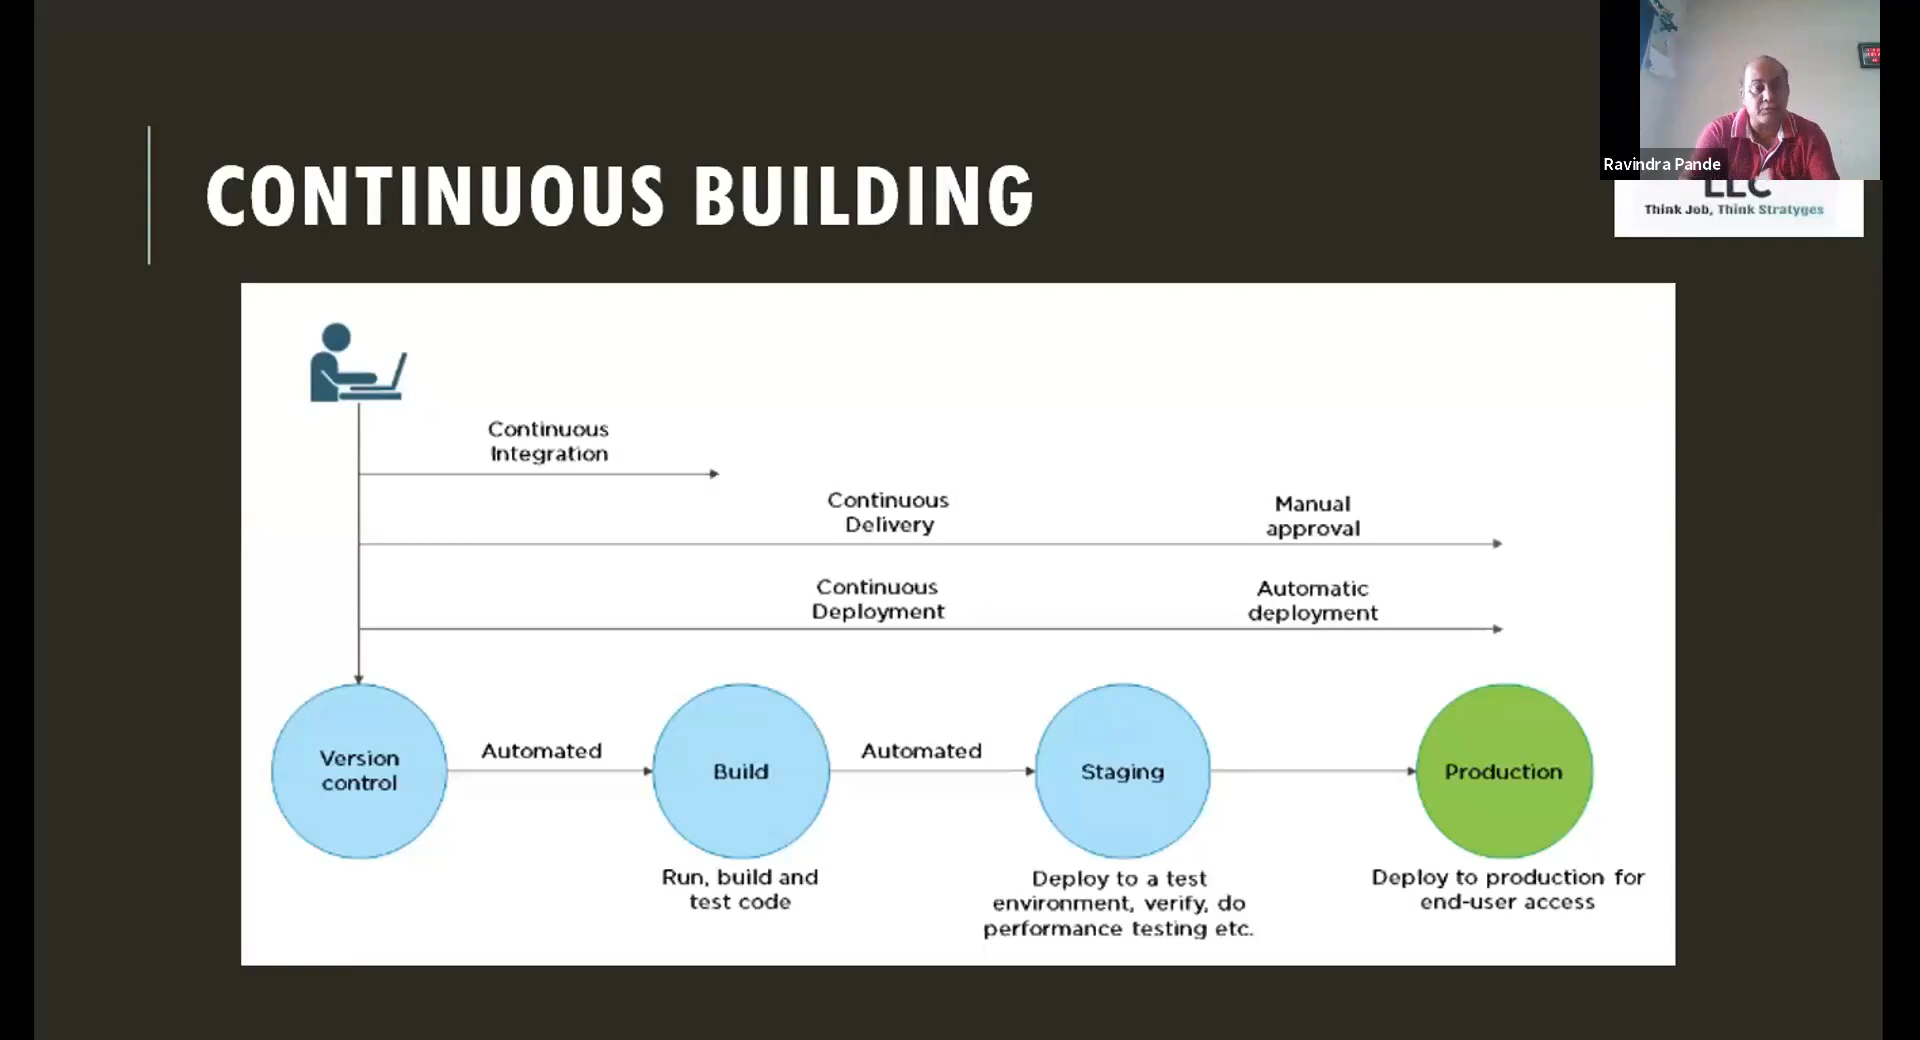 CONTINUOUS BUILDING
Ravindra Pande
LLC
Think Job, Think Stratyges
Continuous
Integration
Continuous
Delivery
Manual
approval
Continuous
Deployment
Automatic
deployment
Version
control
Automated
Build
Automated
Staging
Production
Run, build and
test code
Deploy to a test
environment, verify, do
performance testing etc.
Deploy to production for
end-user access